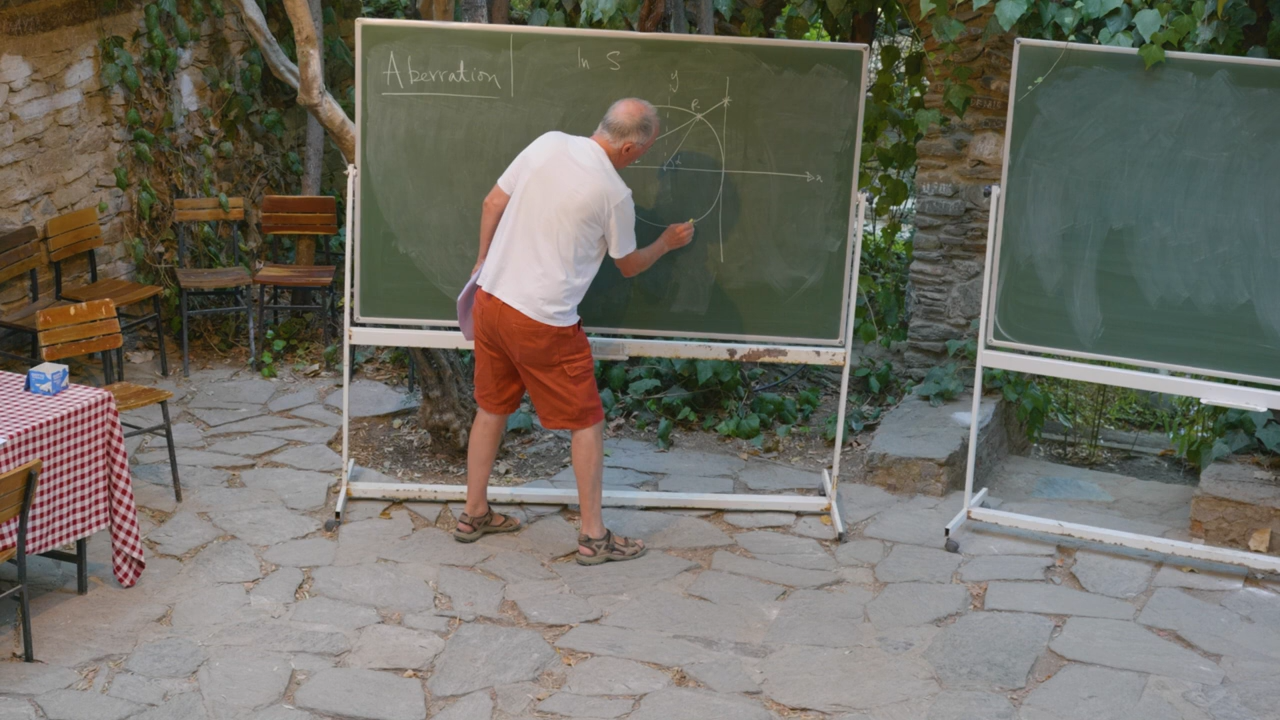 Aberration
In S
y
P
α
x